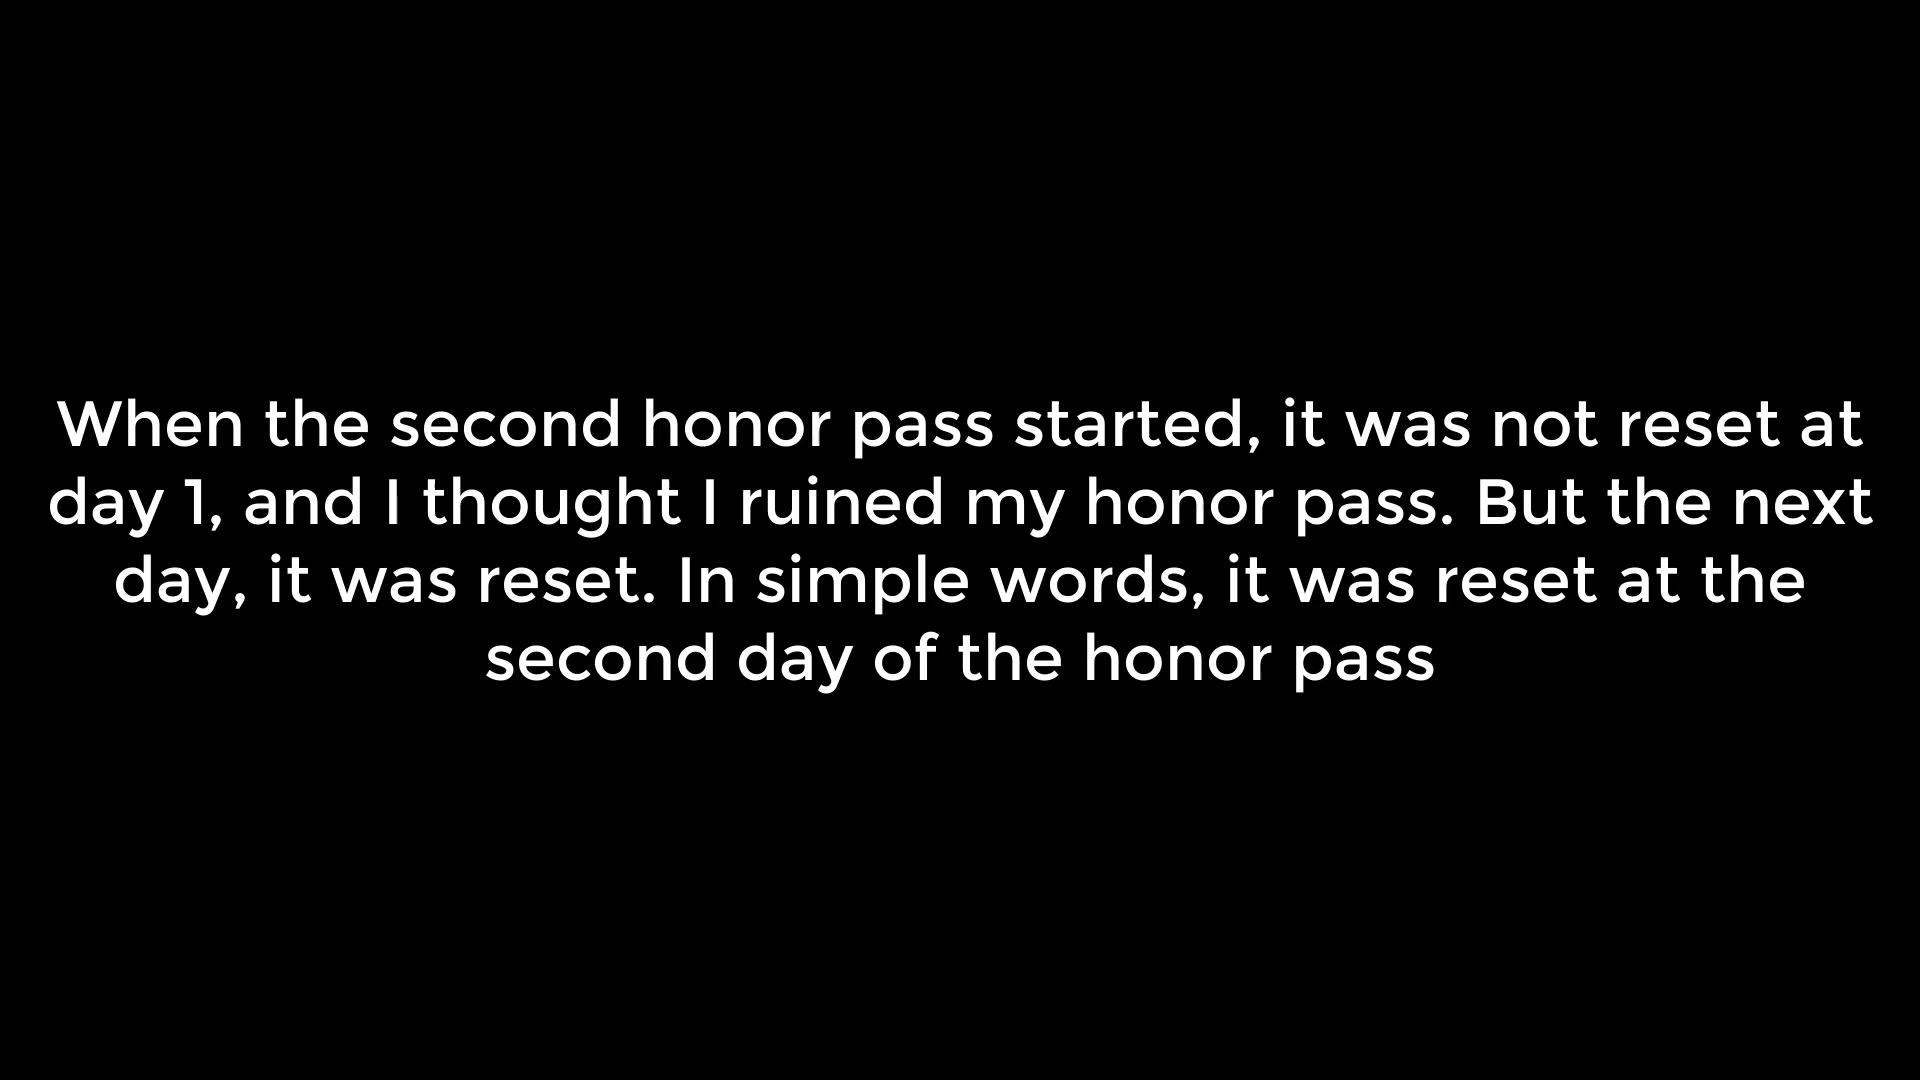 When the second honor pass started, it was not reset at
day 1, and I thought I ruined my honor pass. But the next
day, it was reset. In simple words, it was reset at the
second day of the honor pass